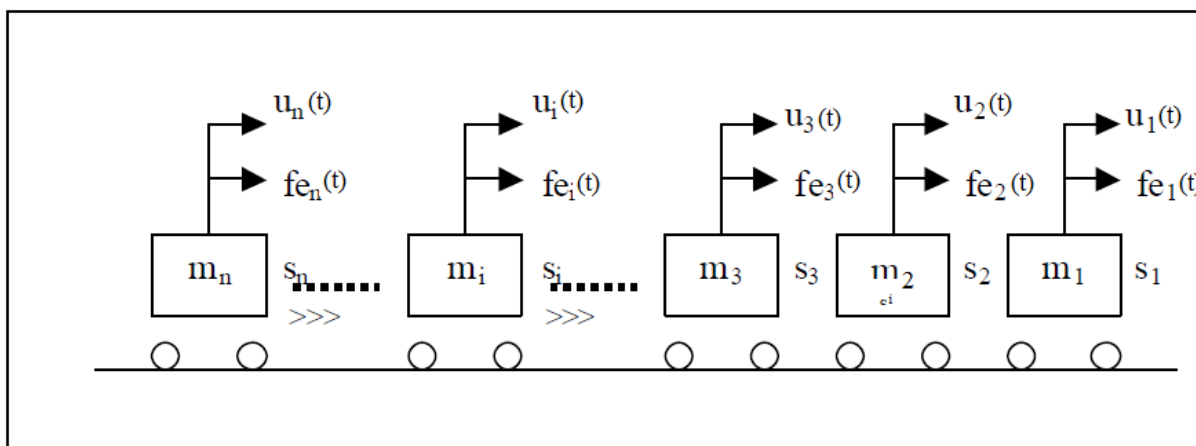 uₙ(t) uᵢ(t) u₃(t) u₂(t) u₁(t)
feₙ(t) feᵢ(t) fe₃(t) fe₂(t) fe₁(t)
mₙ sₙ mᵢ sᵢ m₃ s₃ m₂ s₂ m₁ s₁
>>> >>>